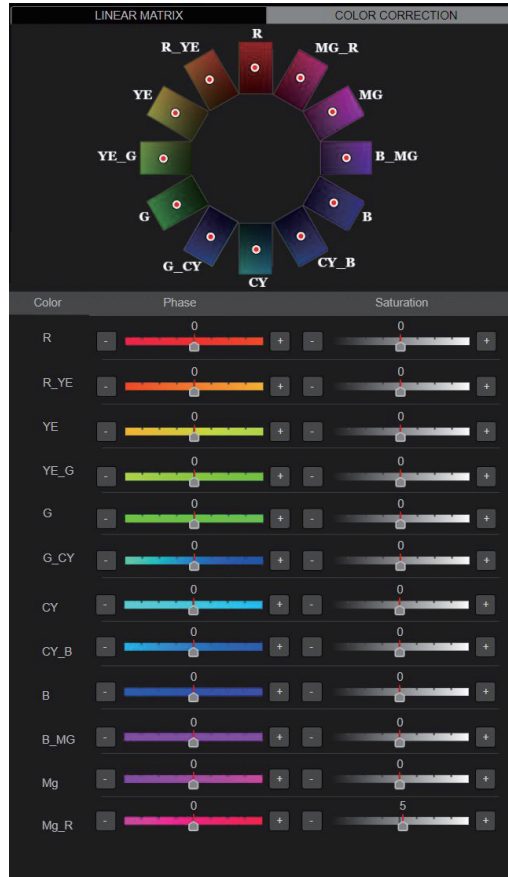 LINEAR MATRIX COLOR CORRECTION
R
R_YE MG_R
YE MG
YE_G B_MG
G B
G_CY CY_B
CY
Color Phase Saturation
0 0
R - + - +
0 0
R_YE - + - +
0 0
YE - + - +
0 0
YE_G - + - +
0 0
G - + - +
0 0
G_CY - + - +
0 0
CY - + - +
0 0
CY_B - + - +
0 0
B - + - +
0 0
B_MG - + - +
0 0
Mg - + - +
0 5
Mg_R - + - +